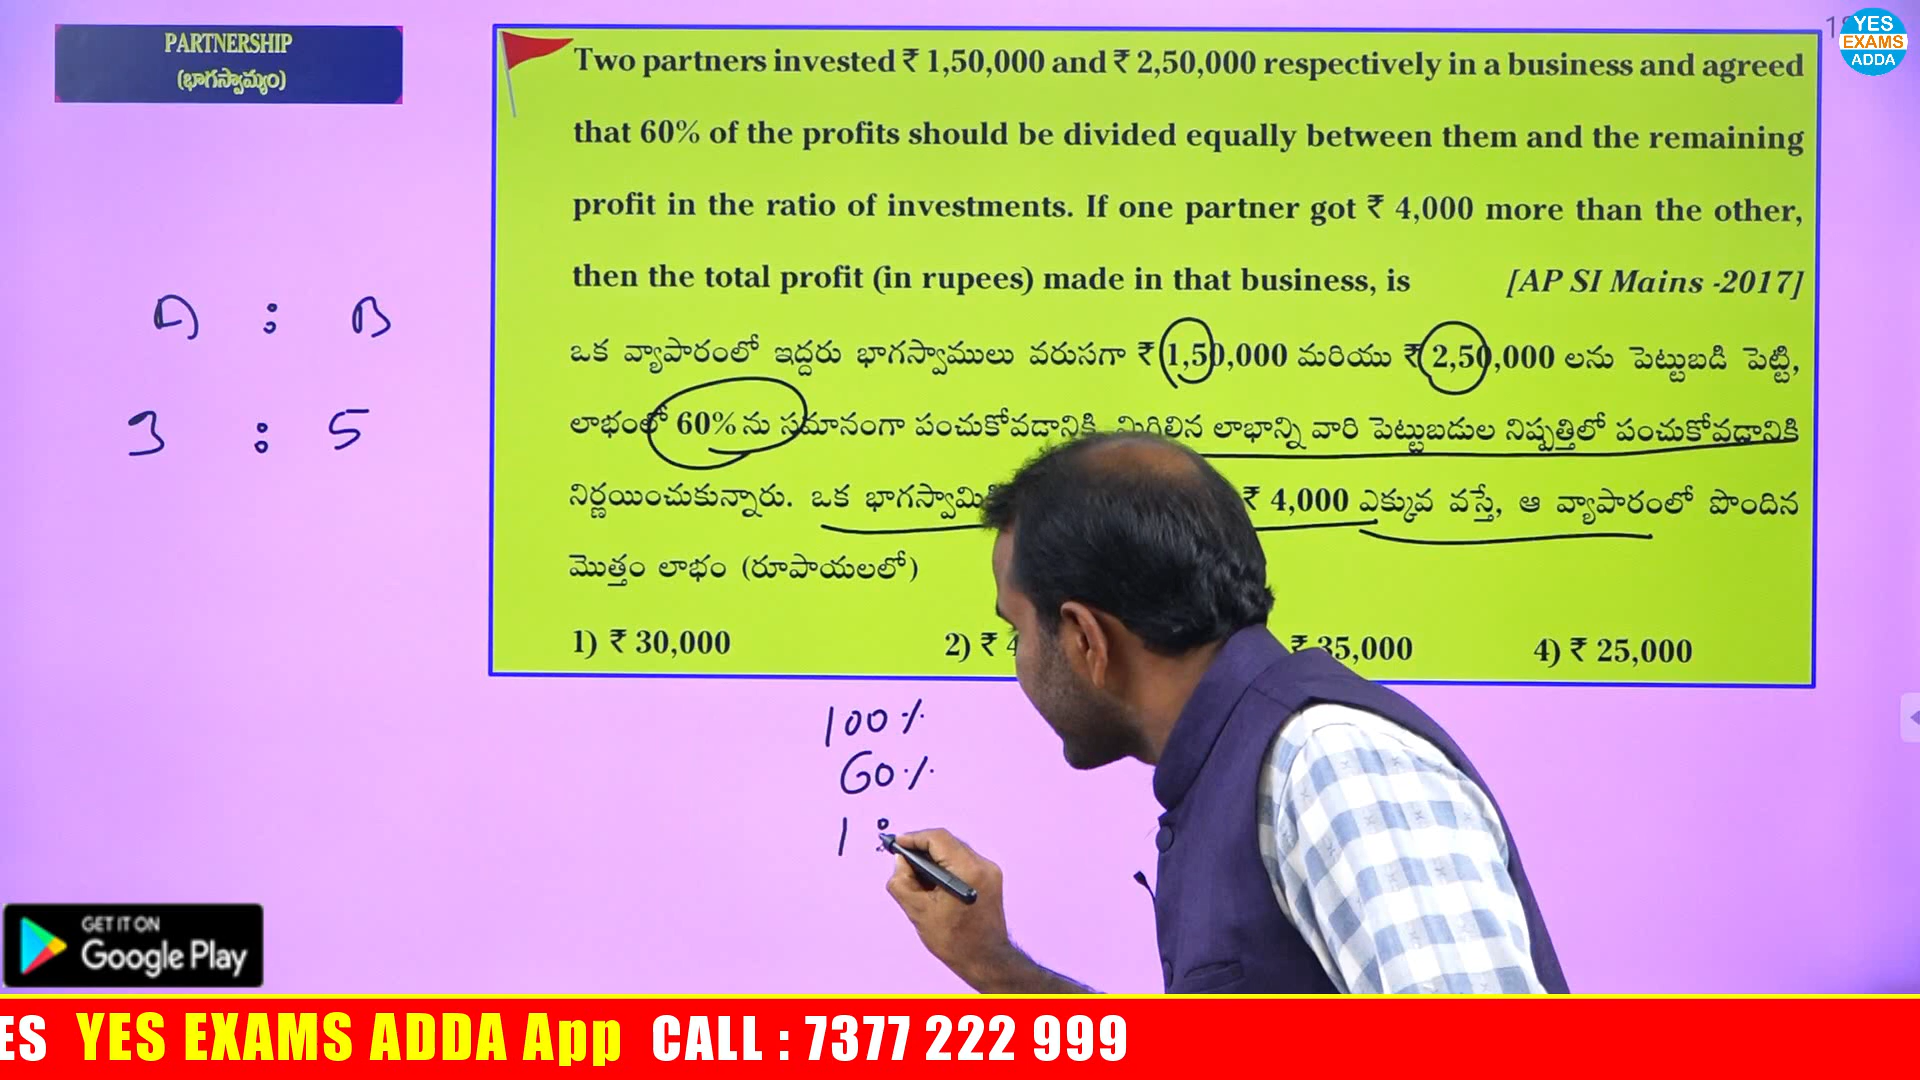 PARTNERSHIP
(భాగస్వామ్యం)
YES
EXAMS
ADDA
Two partners invested ₹ 1,50,000 and ₹ 2,50,000 respectively in a business and agreed
that 60% of the profits should be divided equally between them and the remaining
profit in the ratio of investments. If one partner got ₹ 4,000 more than the other,
then the total profit (in rupees) made in that business, is [AP SI Mains -2017]
ఒక వ్యాపారంలో ఇద్దరు భాగస్వాములు వరుసగా ₹ 1,50,000 మరియు ₹ 2,50,000 లను పెట్టుబడి పెట్టి,
లాభంలో 60% ను సమానంగా పంచుకోవడానికి, మిగిలిన లాభాన్ని వారి పెట్టుబడుల నిష్పత్తిలో పంచుకోవడానికి
నిర్ణయించుకున్నారు. ఒక ₹ 4,000 ఎక్కువ వస్తే, ఆ వ్యాపారంలో పొందిన
మొత్తం లాభం (రూపాయలలో)
1) ₹ 30,000 2) ₹ 4 ₹ 35,000 4) ₹ 25,000
A : B
3 : 5
100%
60%
1 :
GET IT ON
Google Play
ES YES EXAMS ADDA App CALL : 7377 222 999